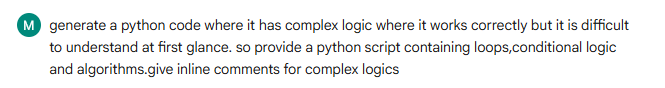 M
generate a python code where it has complex logic where it works correctly but it is difficult
to understand at first glance. so provide a python script containing loops,conditional logic
and algorithms.give inline comments for complex logics